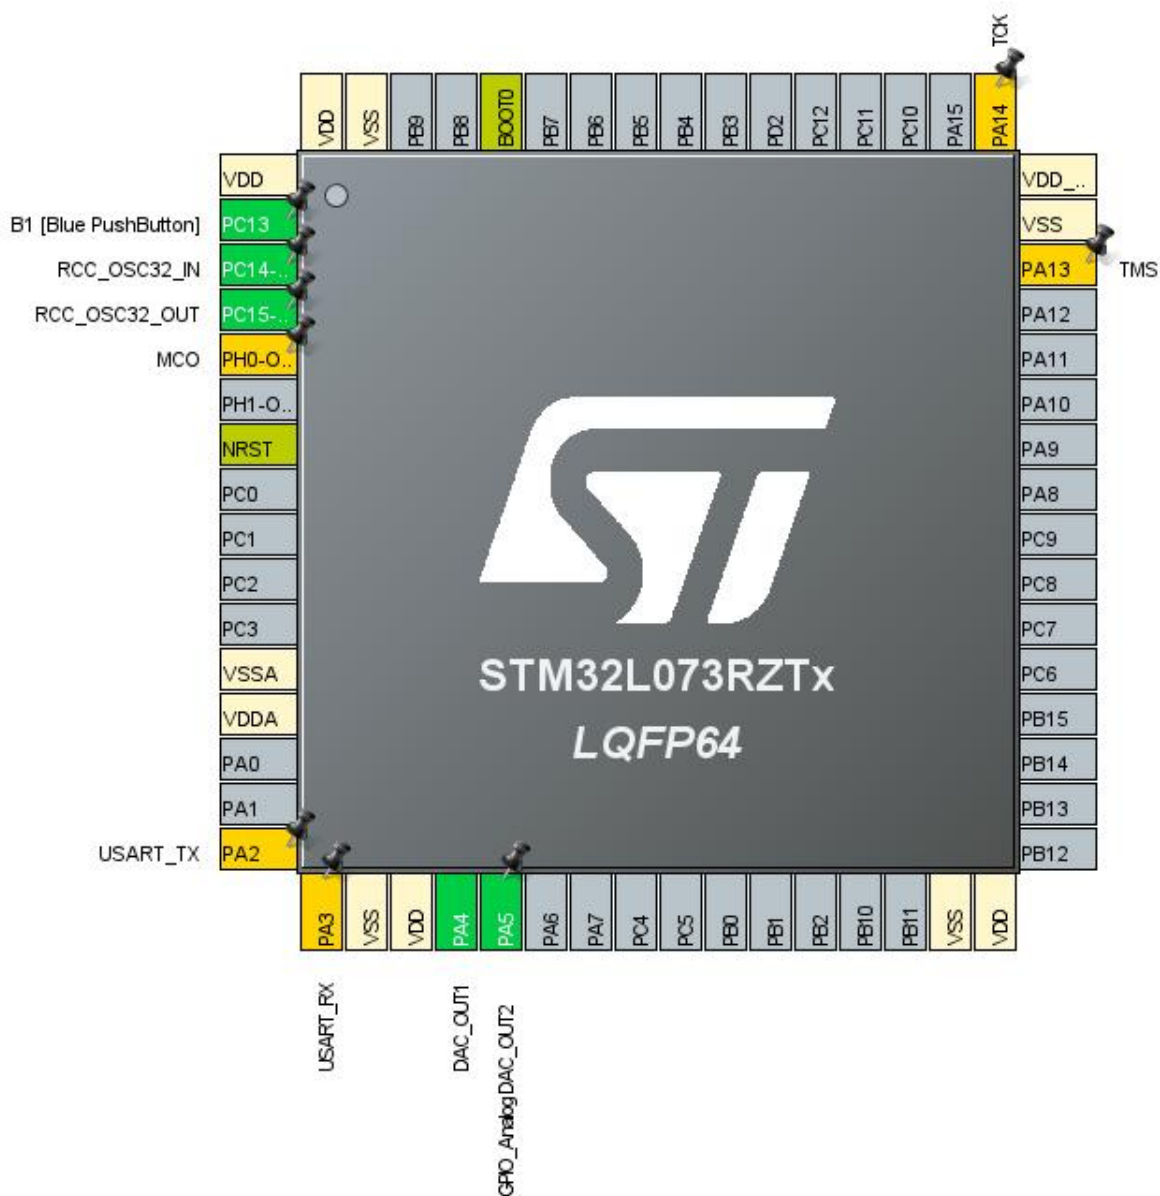 TCK
VDD
VSS
PB9
PB8
BOOT0
PB7
PB6
PB5
PB4
PB3
PD2
PC12
PC11
PC10
PA15
PA14
VDD
B1 [Blue PushButton] PC13
RCC_OSC32_IN PC14-..
RCC_OSC32_OUT PC15-..
MCO PH0-O..
PH1-O..
NRST
PC0
PC1
PC2
PC3
VSSA
VDDA
PA0
PA1
USART_TX PA2
VDD_..
VSS
PA13 TMS
PA12
PA11
PA10
PA9
PA8
PC9
PC8
PC7
PC6
PB15
PB14
PB13
PB12
ST
STM32L073RZTx
LQFP64
PA3
VSS
VDD
PA4
PA5
PA6
PA7
PC4
PC5
PB0
PB1
PB2
PB10
PB11
VSS
VDD
USART_RX
DAC_OUT1
GPIO_AnalogDAC_OUT2